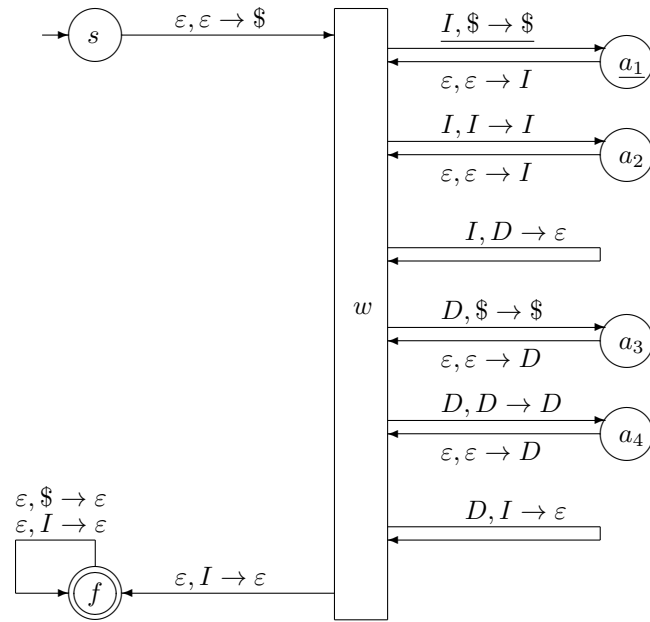 s
ε, ε → $
I, $ → $
a₁
ε, ε → I
I, I → I
a₂
ε, ε → I
I, D → ε
w
D, $ → $
a₃
ε, ε → D
D, D → D
a₄
ε, ε → D
ε, $ → ε
ε, I → ε
D, I → ε
f
ε, I → ε